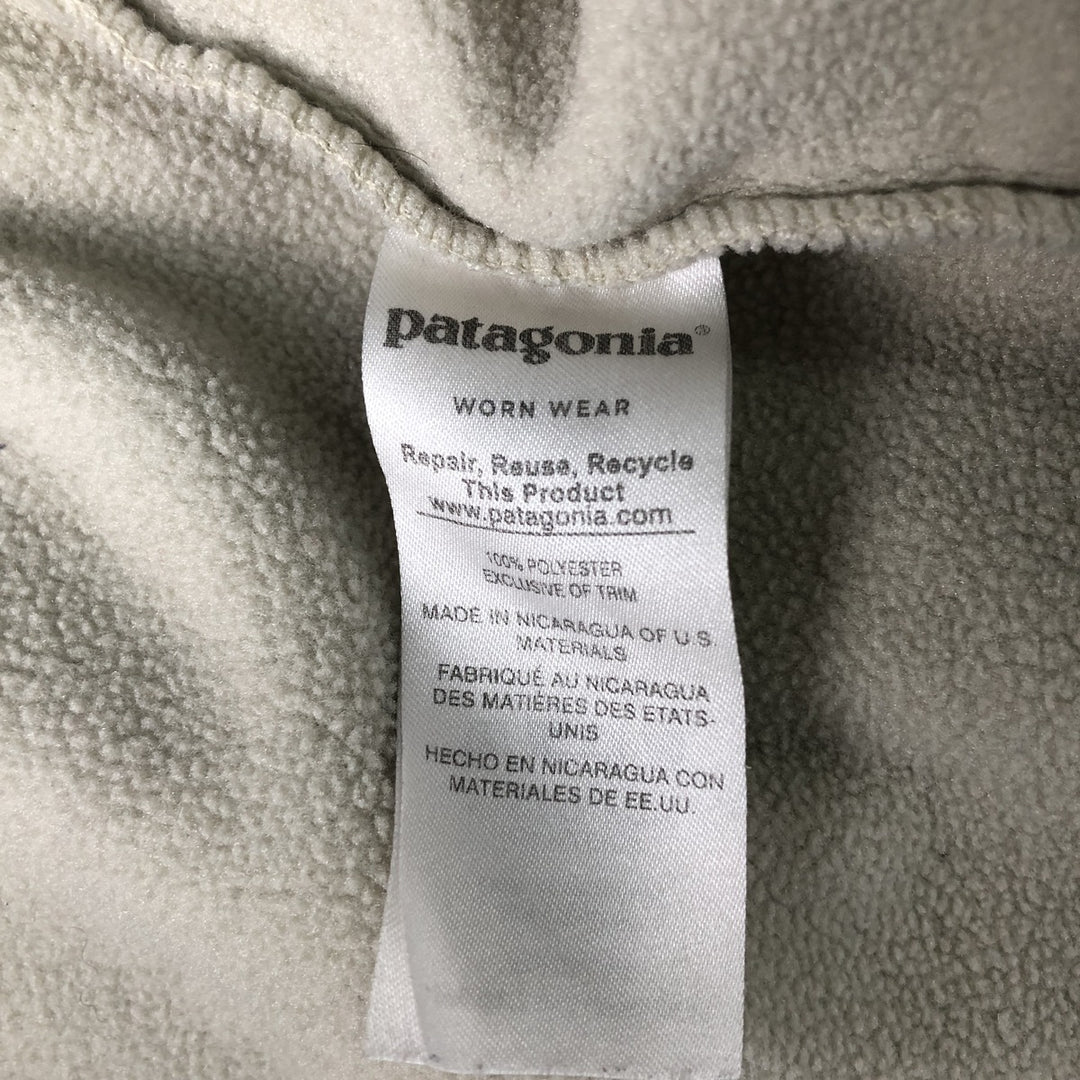 patagonia®
WORN WEAR
Repair, Reuse, Recycle
This Product
www.patagonia.com
100% POLYESTER
EXCLUSIVE OF TRIM
MADE IN NICARAGUA OF U.S.
MATERIALS
FABRIQUÉ AU NICARAGUA
DES MATIÈRES DES ETATS-
UNIS
HECHO EN NICARAGUA CON
MATERIALES DE EE.UU.